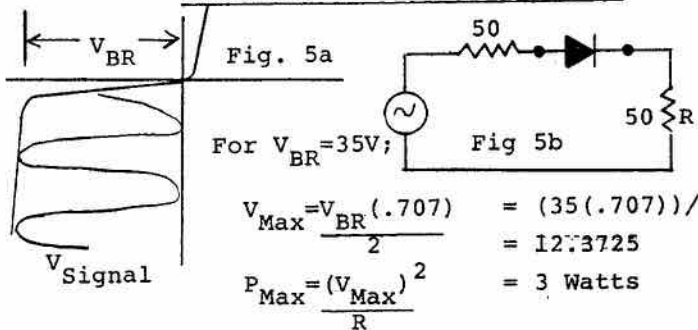 50
V_BR
Fig. 5a
50 R
For V_BR=35V;
Fig 5b
V_Max=V_BR(.707) = (35(.707))/
2 = 12.3725
V_Signal
P_Max=(V_Max)^2 = 3 Watts
R